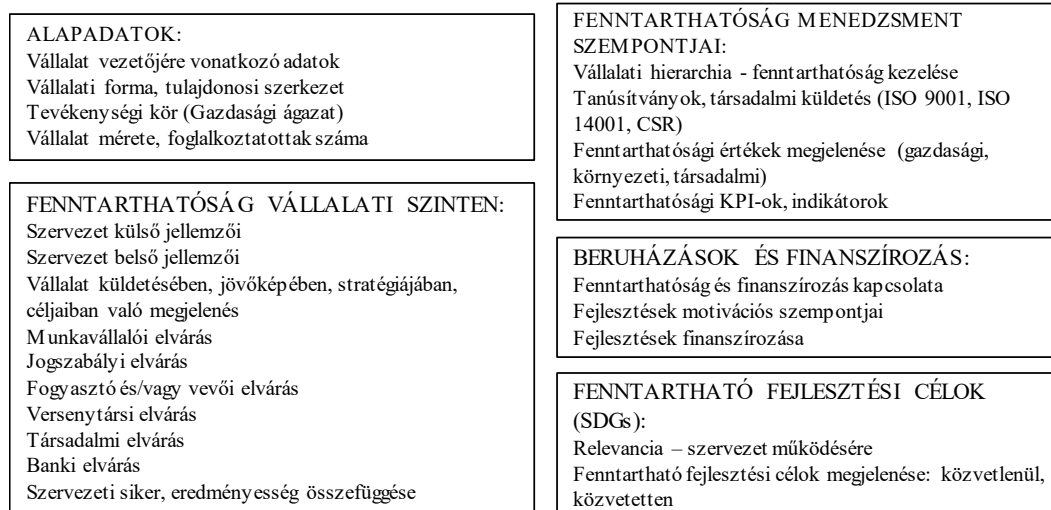 ALAPADATOK:
Vállalat vezetőjére vonatkozó adatok
Vállalati forma, tulajdonosi szerkezet
Tevékenységi kör (Gazdasági ágazat)
Vállalat mérete, foglalkoztatottak száma
FENNTARTHATÓSÁG VÁLLALATI SZINTEN:
Szervezet külső jellemzői
Szervezet belső jellemzői
Vállalat küldetésében, jövőképében, stratégiájában,
céljaiban való megjelenés
Munkavállalói elvárás
Jogszabályi elvárás
Fogyasztó és/vagy vevői elvárás
Versenytársi elvárás
Társadalmi elvárás
Banki elvárás
Szervezeti siker, eredményesség összefüggése
FENNTARTHATÓSÁG MENEDZSMENT
SZEMPONTJAI:
Vállalati hierarchia - fenntarthatóság kezelése
Tanúsítványok, társadalmi küldetés (ISO 9001, ISO
14001, CSR)
Fenntarthatósági értékek megjelenése (gazdasági,
környezeti, társadalmi)
Fenntarthatósági KPI-ok, indikátorok
BERUHÁZÁSOK ÉS FINANSZÍROZÁS:
Fenntarthatóság és finanszírozás kapcsolata
Fejlesztések motivációs szempontjai
Fejlesztések finanszírozása
FENNTARTHATÓ FEJLESZTÉSI CÉLOK
(SDGs):
Relevancia – szervezet működésére
Fenntartható fejlesztési célok megjelenése: közvetlenül,
közvetetten